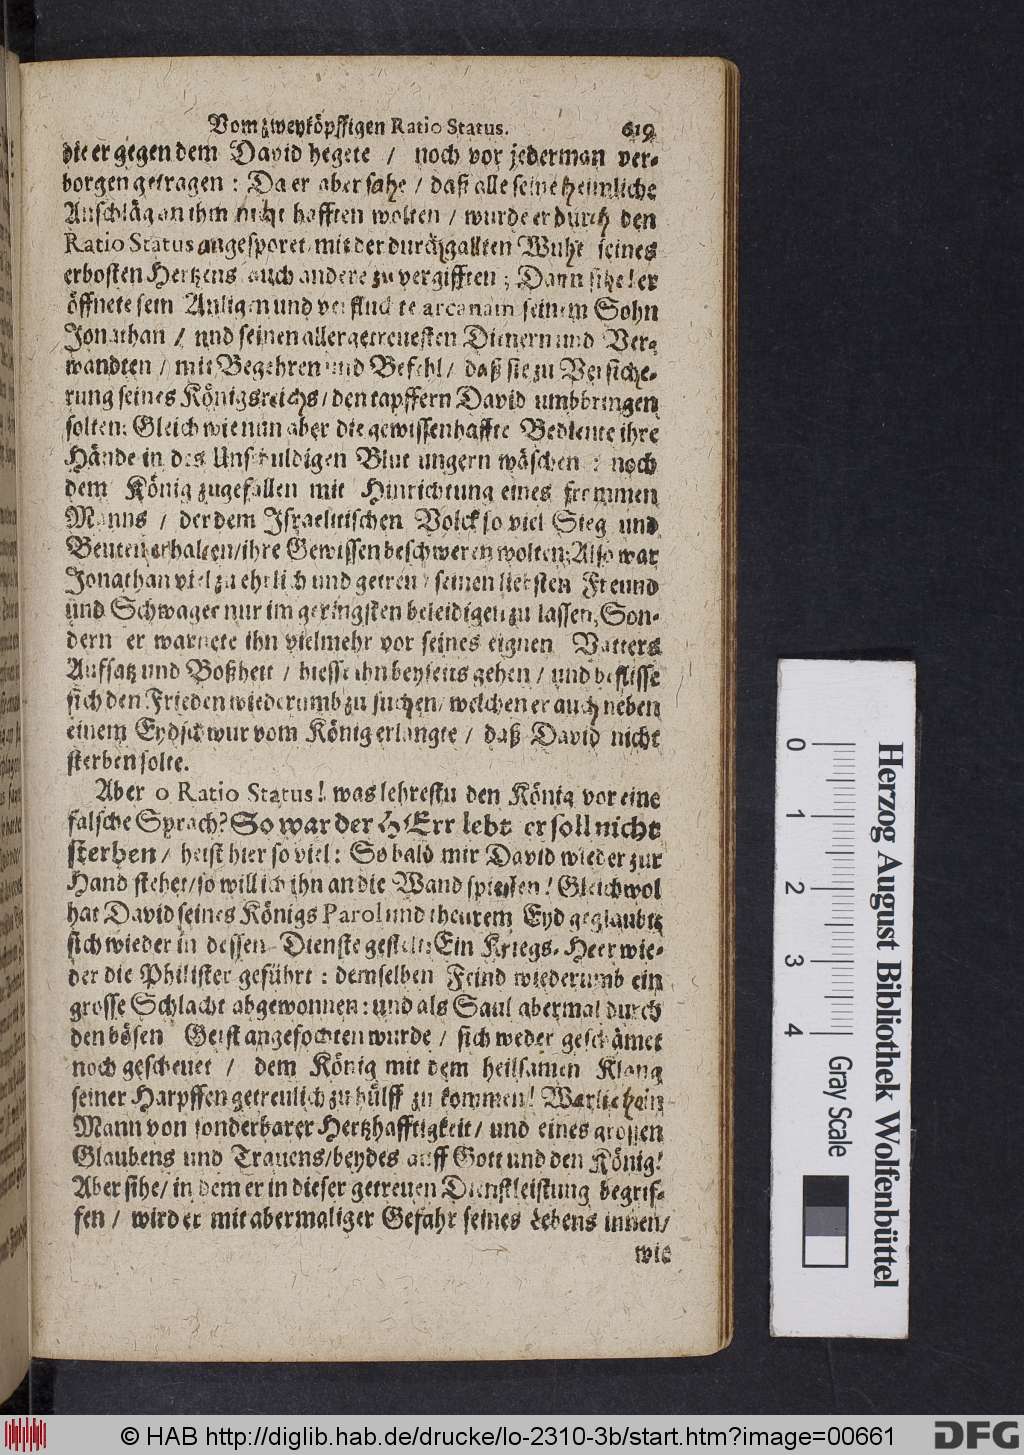 Vom zweyköpffigen Ratio Status. 619
die er gegen dem David hegete / noch vor jederman ver-
borgen getragen : Da er aber sahe / daß alle seine heimliche
Anschläg an ihm nicht hafften wolten / wurde er durch den
Ratio Status angesporet / mit der durchgallten Wuht seines
erbosten Hertzens auch andere zu vergifften ; Dann sihe! er
öffnete sein Anligen und verfluchte arcanam seinem Sohn
Jonathan / und seinen allergetreuesten Dienern und Ver-
wandten / mit Begehren und Befehl / daß sie zu Versiche-
rung seines Königsreichs / den tapffern David umbbringen
solten: Gleich wie nun aber die gewissenhaffte Bediente ihre
Hände in des Unschuldigen Blut ungern wäschen : noch
dem König zugefallen mit Hinrichtung eines frommen
Manns / der dem Israelitischen Volck so viel Sieg und
Beuten erhalten / ihre Gewissen beschweren wolten; Also war
Jonathan viel zu ehrlich und getreu / seinen liebsten Freund
und Schwager nur im geringsten beleidigen zu lassen; Son-
dern er warnete ihn vielmehr vor seines eignen Vatters
Aufsatz und Boßheit / hiesse ihn beyseits gehen / und beflisse
sich den Frieden wiederumb zu suchen / welchen er auch neben
einem Eydschwur vom König erlangte / daß David nicht
sterben solte.
Aber o Ratio Status! was lehrestu den König vor eine
falsche Sprach? So war der HErr lebt er soll nicht
sterben / heist hier so viel : So bald mir David wieder zur
Hand stehet / so will ich ihn an die Wand spiessen! Gleichwol
hat David seines Königs Parol und theurem Eyd geglaubt;
sich wieder in dessen Dienste gestelt; Ein Kriegs-Heer wie-
der die Philister geführt : demselben Feind wiederumb ein
grosse Schlacht abgewonnen : und als Saul abermal durch
den bösen Geist angefochten wurde / sich weder geschämet
noch gescheuet / dem König mit dem heilsamen Klang
seiner Harpffen getreulich zu hülff zu kommen! Warlich ein
Mann von sonderbarer Hertzhafftigkeit / und eines grossen
Glaubens und Trauens / beydes auff Gott und den König!
Aber sihe / in dem er in dieser getreuen Dienstleistung begrif-
fen / wird er mit abermaliger Gefahr seines Lebens innen /
wie
0 1 2 3 4
Herzog August Bibliothek Wolfenbüttel
Gray Scale
© HAB http://diglib.hab.de/drucke/lo-2310-3b/start.htm?image=00661
DFG